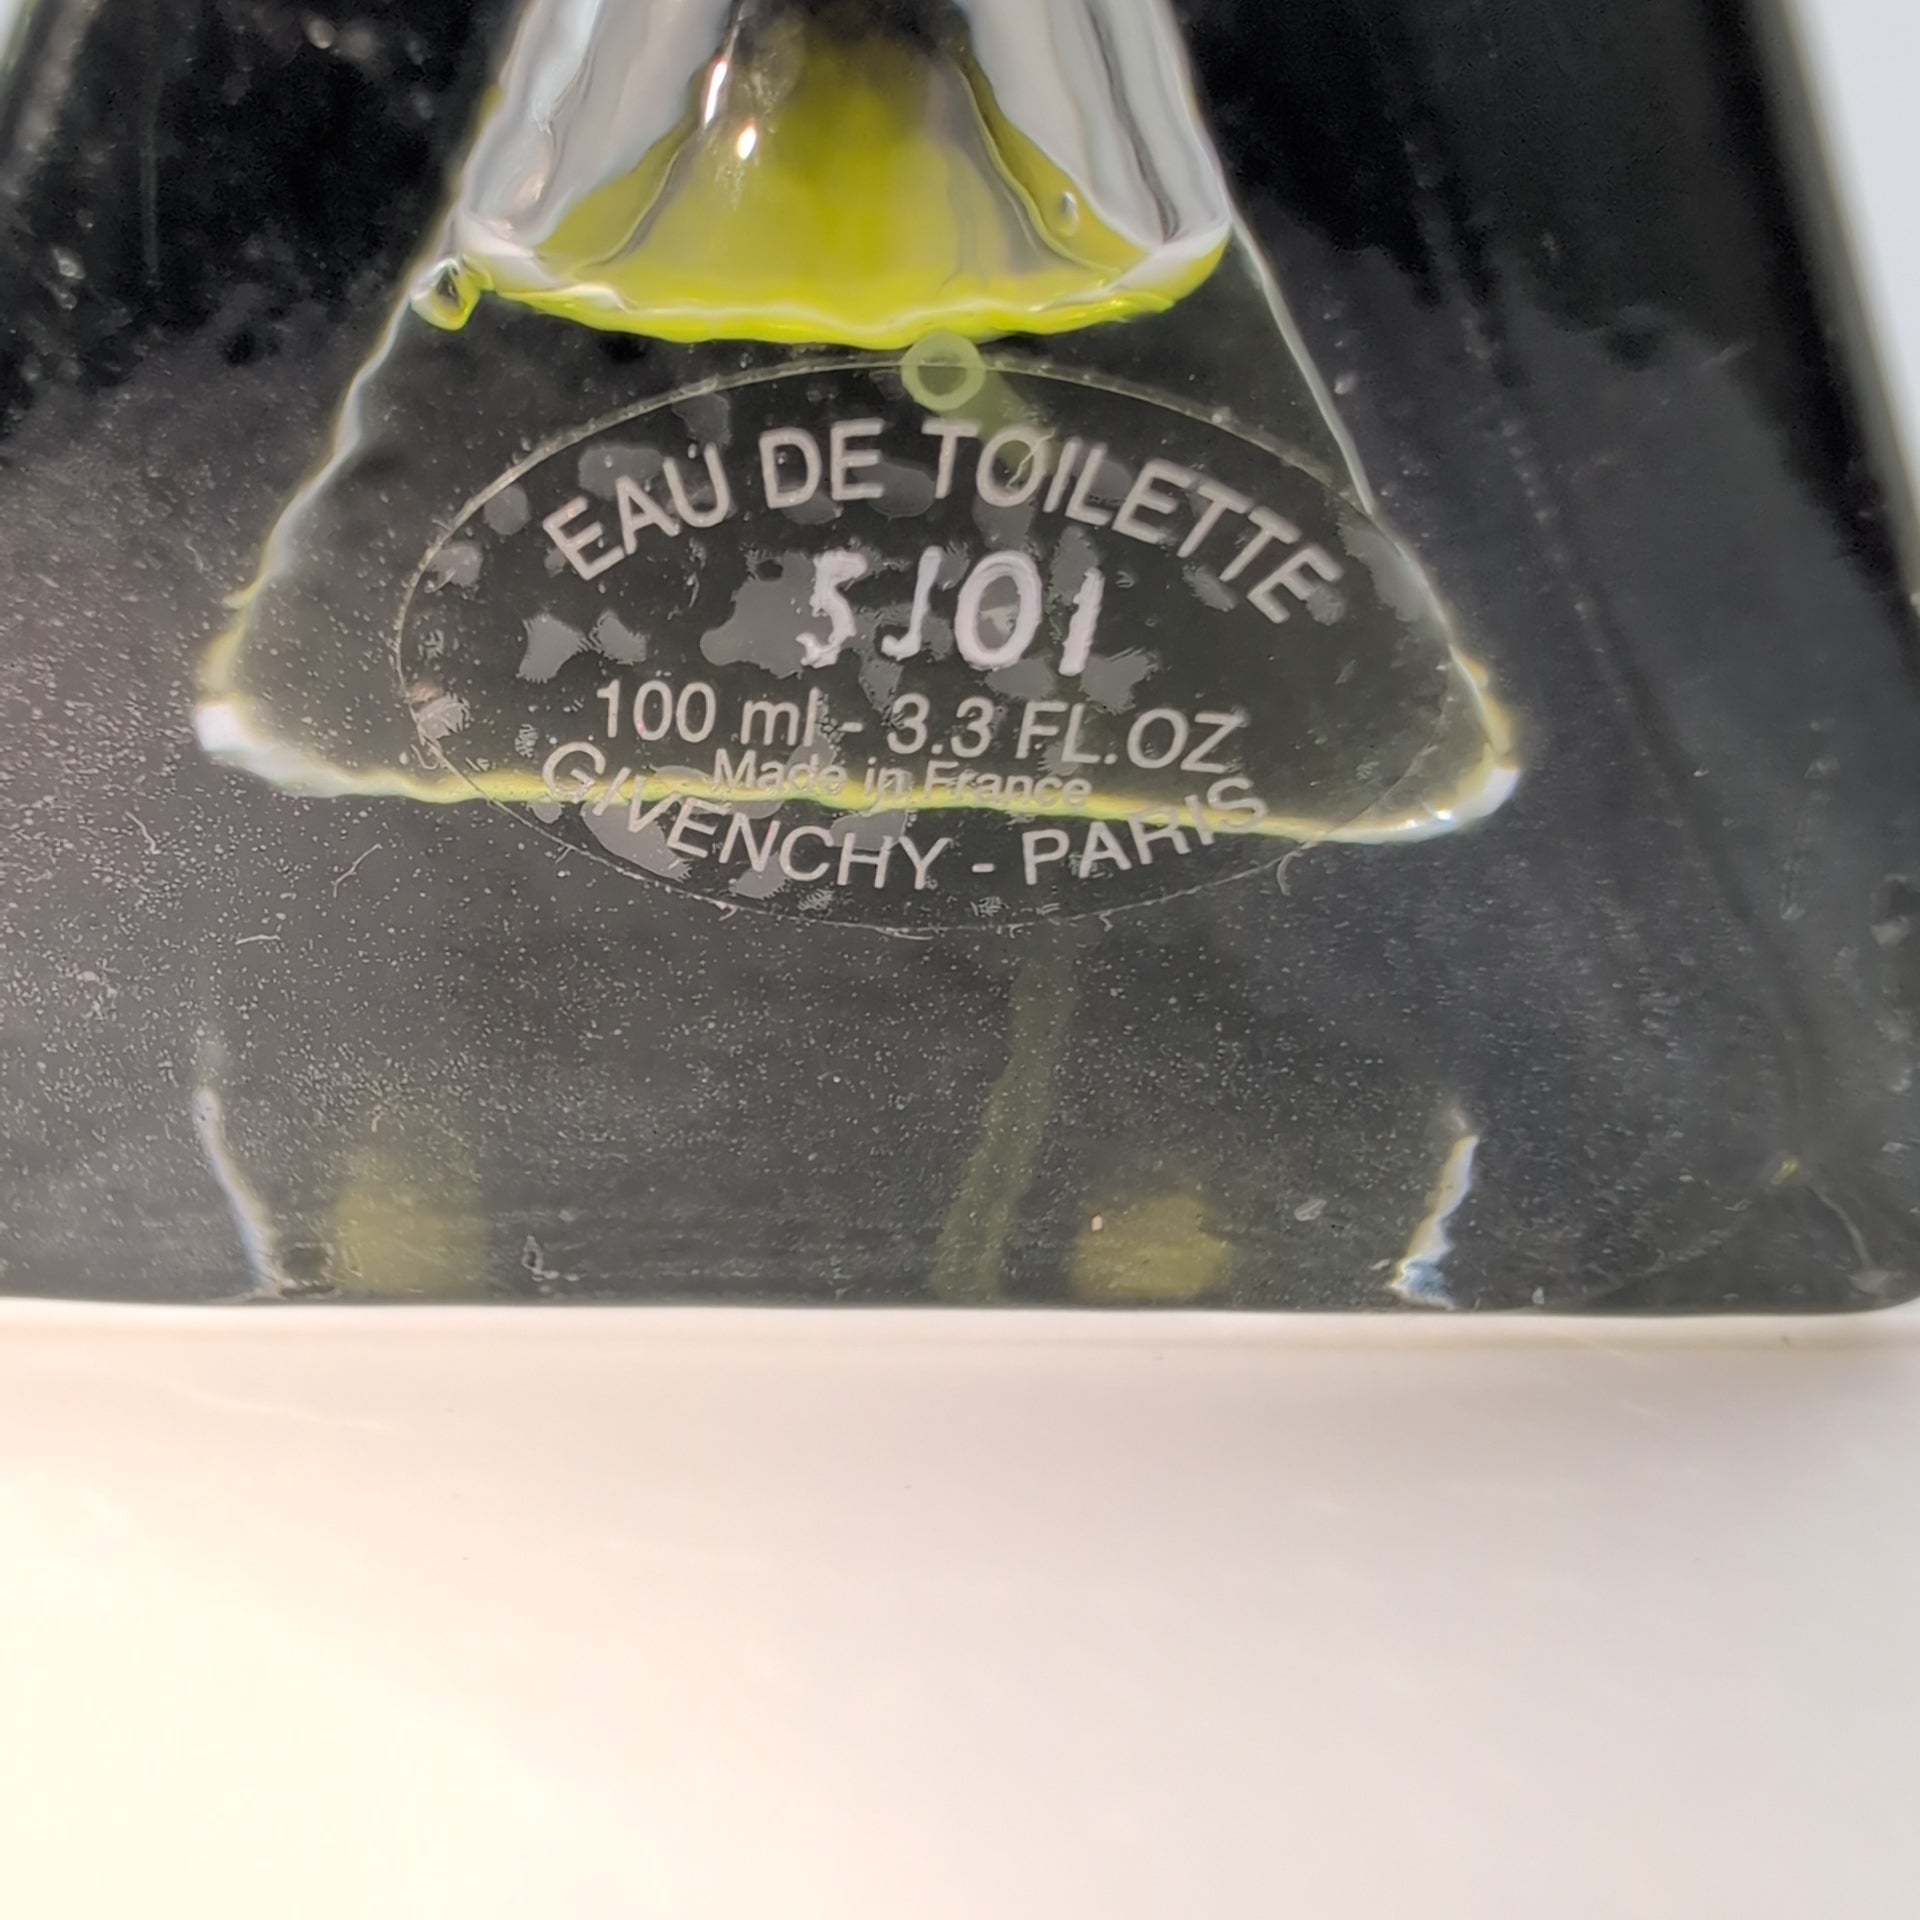 EAU DE TOILETTE
5J01
100 ml - 3.3 FL.OZ
Made in France
GIVENCHY - PARIS